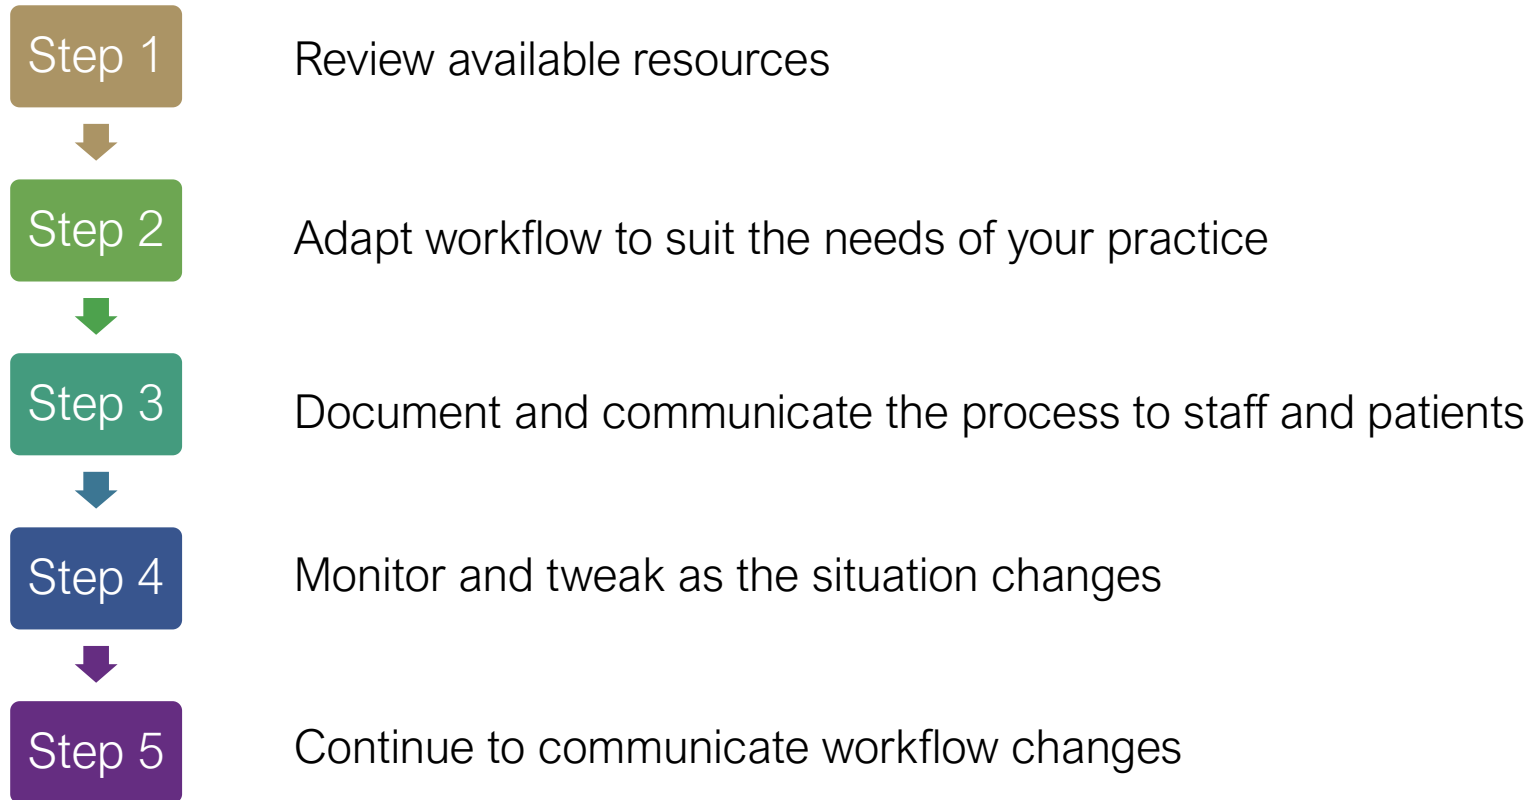 Step 1
Review available resources
Step 2
Adapt workflow to suit the needs of your practice
Step 3
Document and communicate the process to staff and patients
Step 4
Monitor and tweak as the situation changes
Step 5
Continue to communicate workflow changes